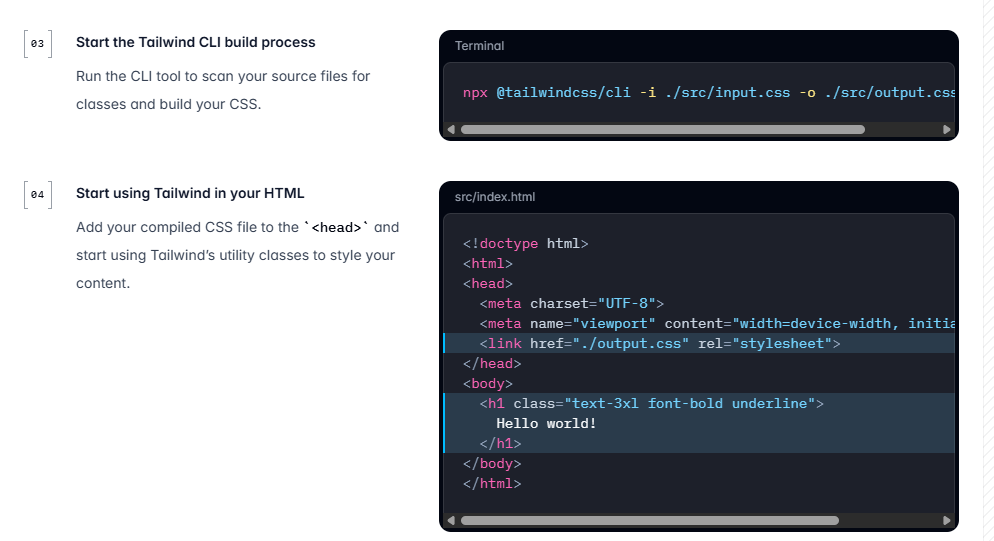 03
Start the Tailwind CLI build process
Run the CLI tool to scan your source files for
classes and build your CSS.
Terminal
npx @tailwindcss/cli -i ./src/input.css -o ./src/output.css
04
Start using Tailwind in your HTML
Add your compiled CSS file to the `<head>` and
start using Tailwind’s utility classes to style your
content.
src/index.html
<!doctype html>
<html>
<head>
  <meta charset="UTF-8">
  <meta name="viewport" content="width=device-width, initia
  <link href="./output.css" rel="stylesheet">
</head>
<body>
  <h1 class="text-3xl font-bold underline">
    Hello world!
  </h1>
</body>
</html>